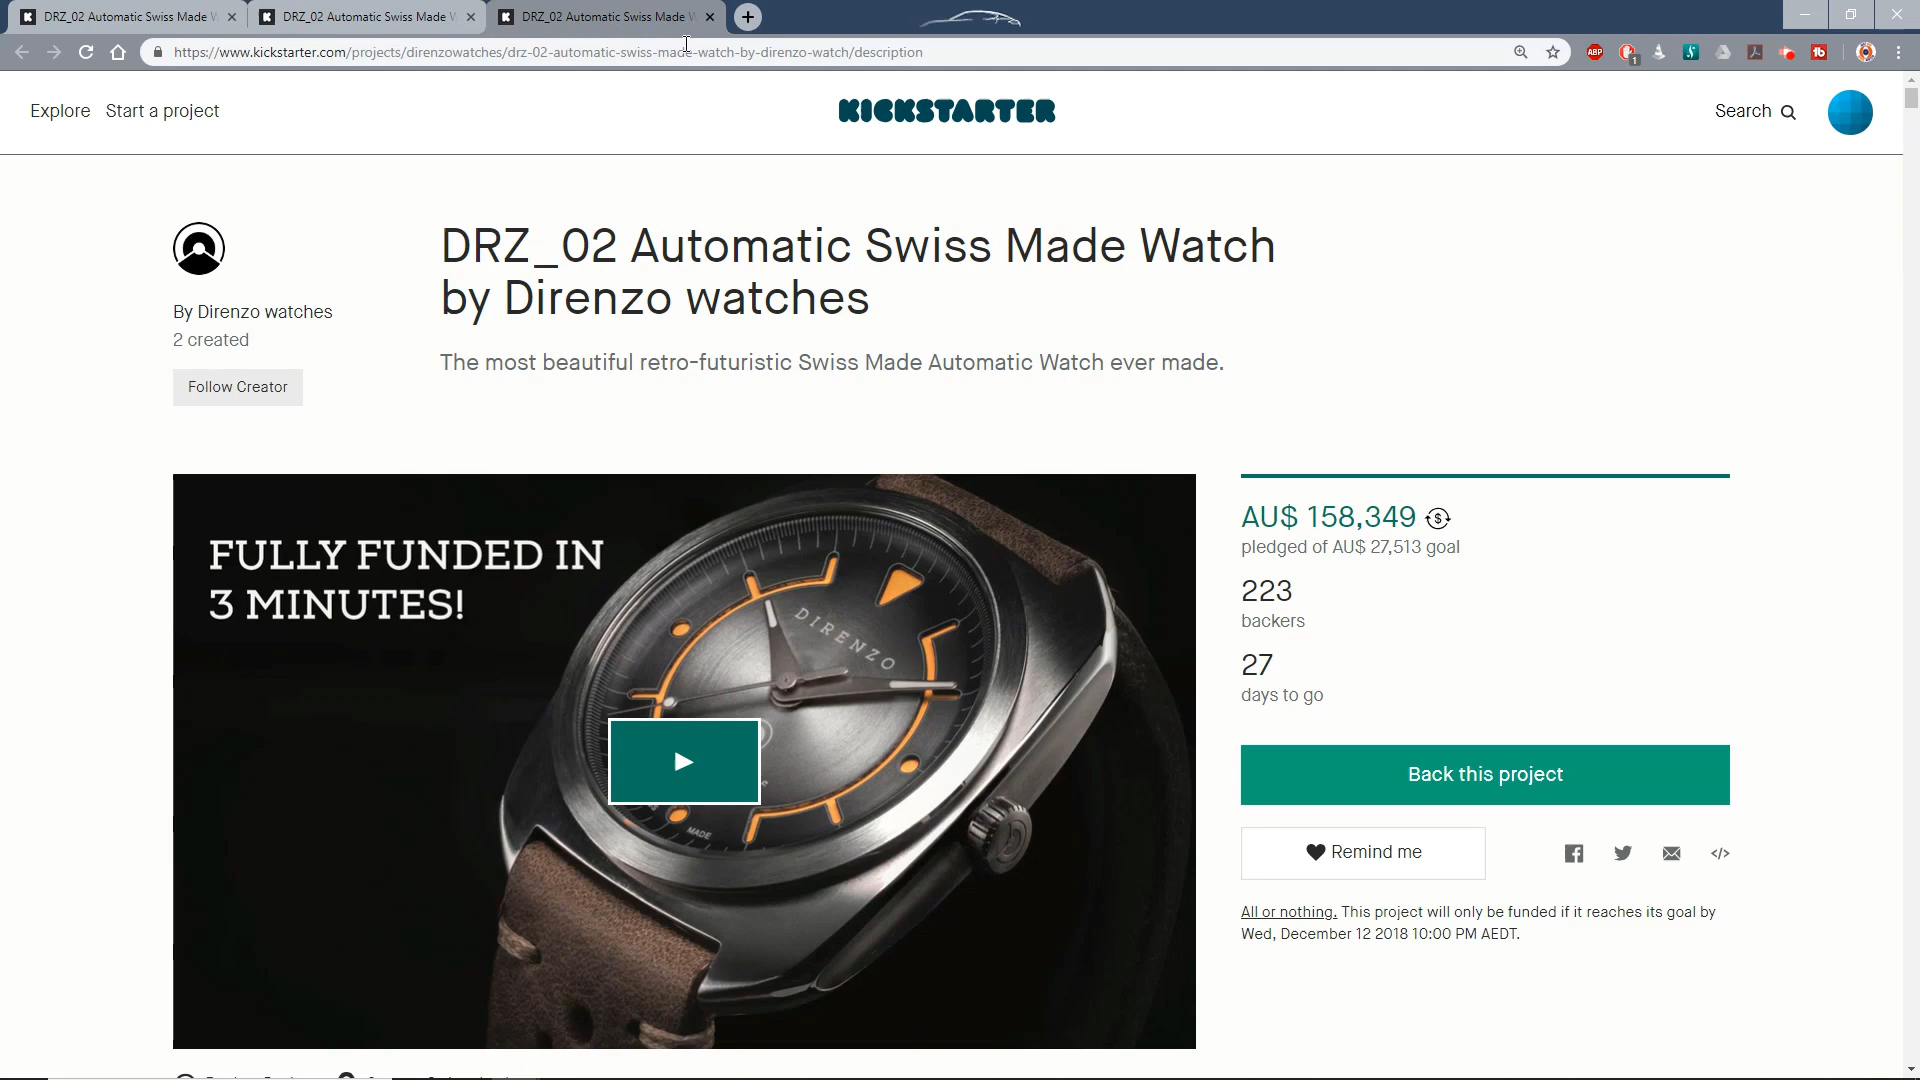 DRZ_02 Automatic Swiss Made W
DRZ_02 Automatic Swiss Made W
DRZ_02 Automatic Swiss Made W
https://www.kickstarter.com/projects/direnzowatches/drz-02-automatic-swiss-made-watch-by-direnzo-watch/description
ABP
1
Explore
Start a project
KICKSTARTER
Search
DRZ_02 Automatic Swiss Made Watch
by Direnzo watches
By Direnzo watches
2 created
The most beautiful retro-futuristic Swiss Made Automatic Watch ever made.
Follow Creator
FULLY FUNDED IN
3 MINUTES!
DIRENZO
MADE
AU$ 158,349
pledged of AU$ 27,513 goal
223
backers
27
days to go
Back this project
Remind me
All or nothing. This project will only be funded if it reaches its goal by
Wed, December 12 2018 10:00 PM AEDT.